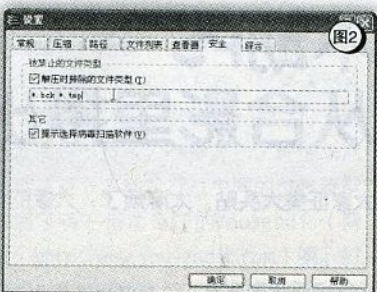 设置
图2
常规 压缩 路径 文件列表 查看器 安全 综合
被禁止的文件类型
解压时排除的文件类型(T)
*.bck *.tmp
其它
提示选择病毒扫描软件(V)
确定 取消 帮助